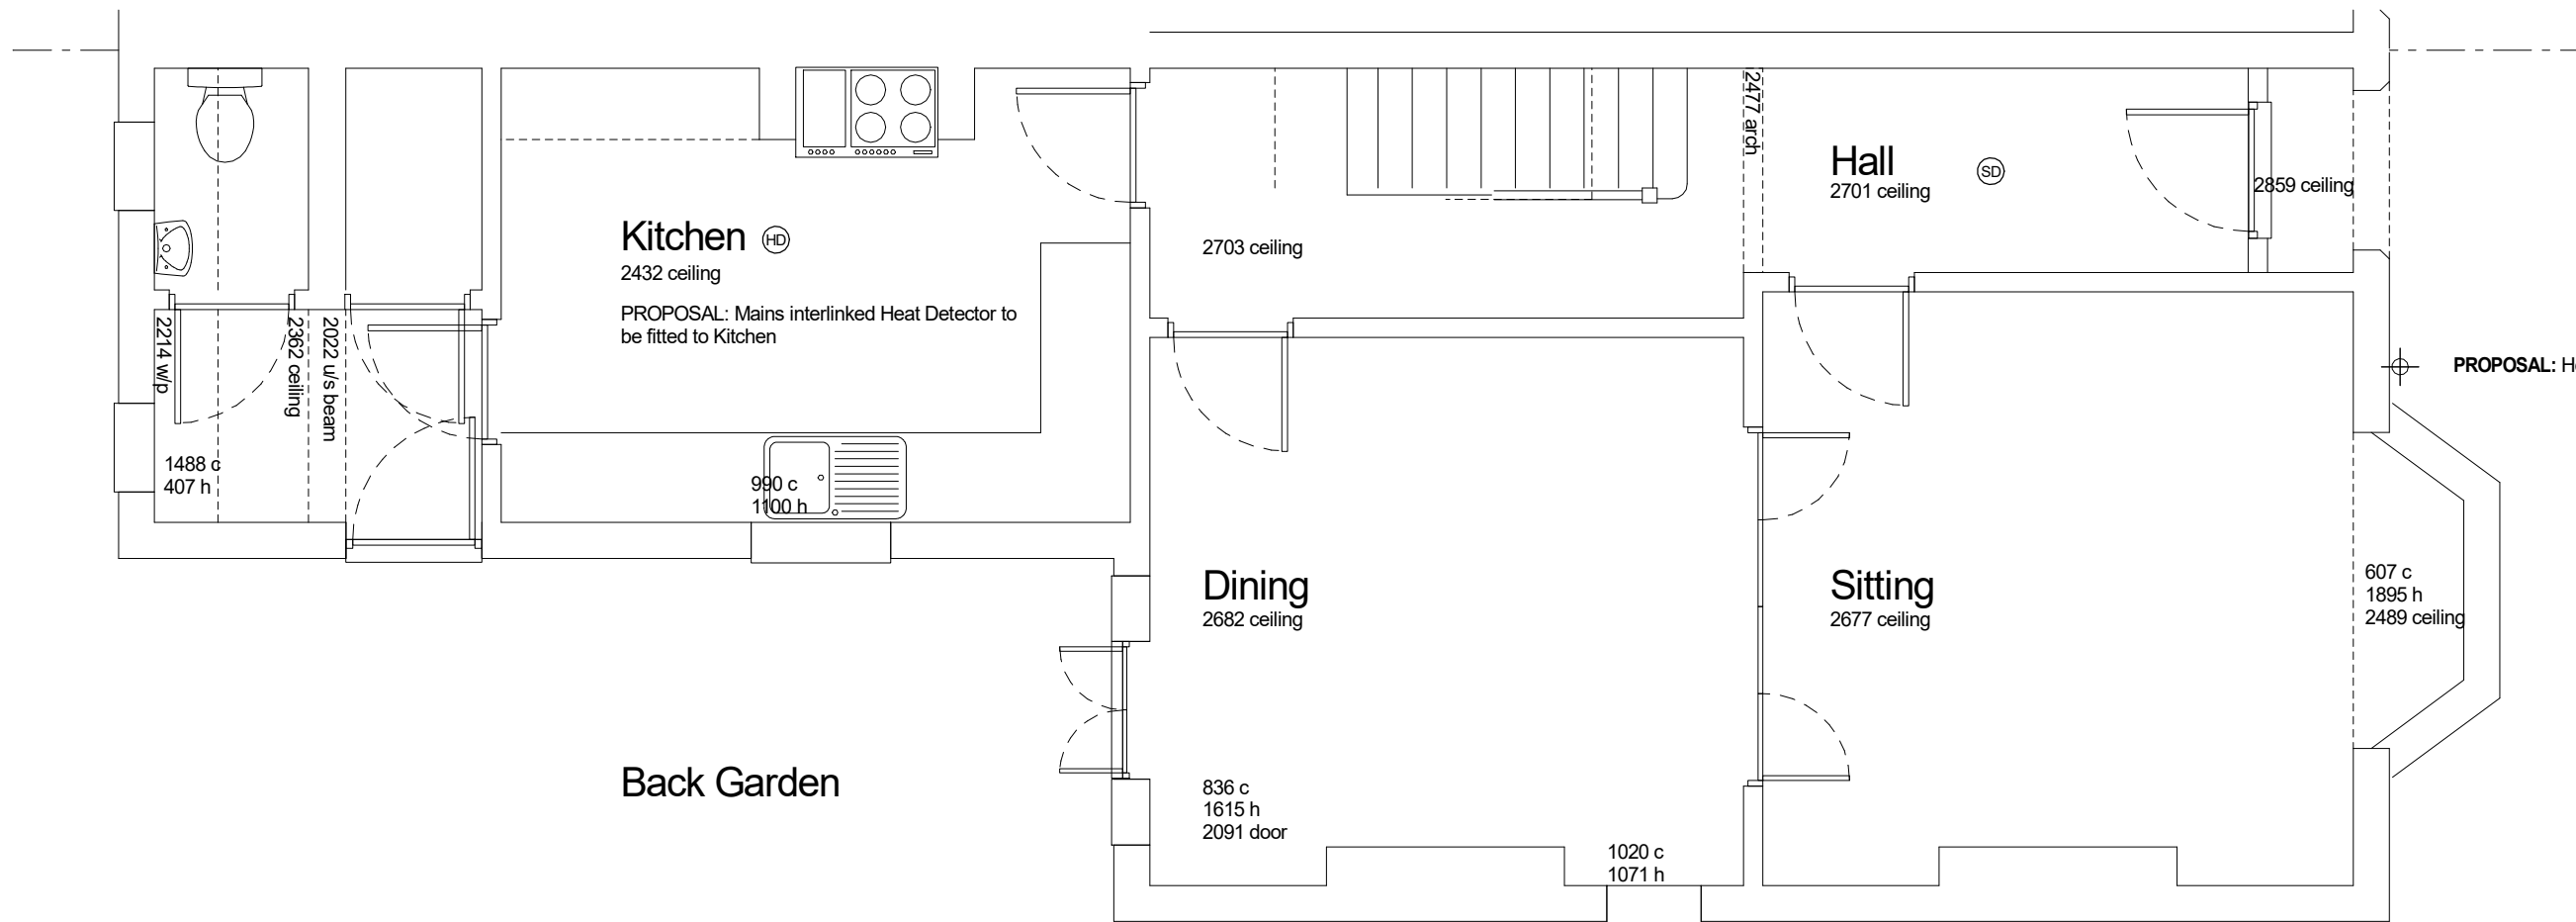 2477 arch
Hall
2701 ceiling
SD
2859 ceiling
Kitchen
HD
2432 ceiling
PROPOSAL: Mains interlinked Heat Detector to
be fitted to Kitchen
2703 ceiling
2214 w/p
2362 ceiling
2022 u/s beam
PROPOSAL:
1488 c
407 h
990 c
1100 h
Dining
2682 ceiling
Sitting
2677 ceiling
607 c
1895 h
2489 ceiling
Back Garden
836 c
1615 h
2091 door
1020 c
1071 h